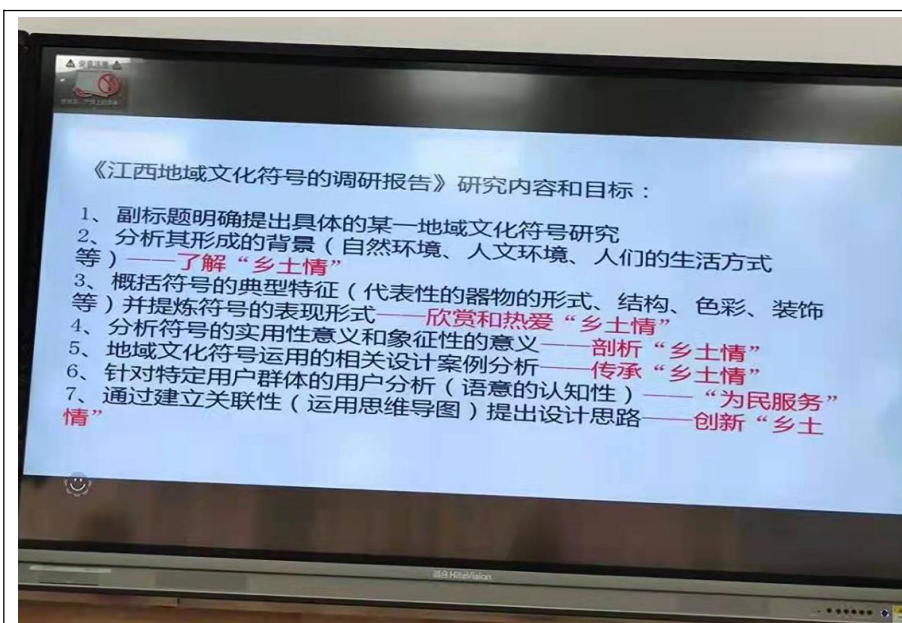 《江西地域文化符号的调研报告》研究内容和目标：
1、副标题明确提出具体的某一地域文化符号研究
2、分析其形成的背景（自然环境、人文环境、人们的生活方式
等）——了解“乡土情”
3、概括符号的典型特征（代表性的器物的形式、结构、色彩、装饰
等）并提炼符号的表现形式——欣赏和热爱“乡土情”
4、分析符号的实用性意义和象征性的意义——剖析“乡土情”
5、地域文化符号运用的相关设计案例分析——传承“乡土情”
6、针对特定用户群体的用户分析（语意的认知性）——“为民服务”
7、通过建立关联性（运用思维导图）提出设计思路——创新“乡土
情”
HiteVision